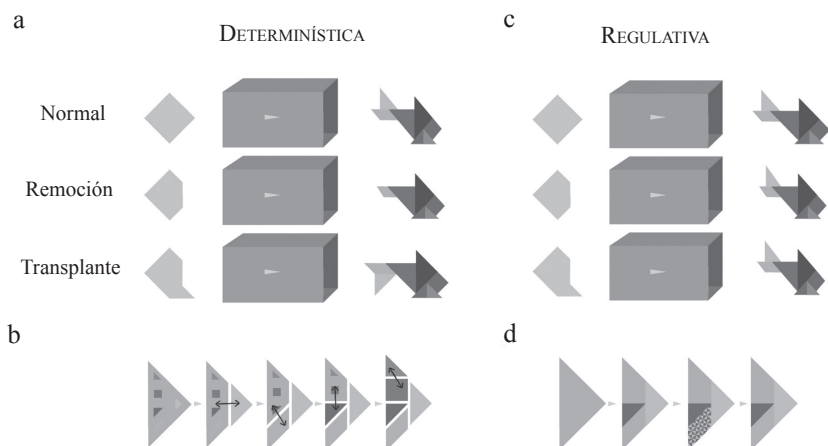 a
DETERMINÍSTICA
Normal
Remoción
Transplante
b
c
REGULATIVA
d